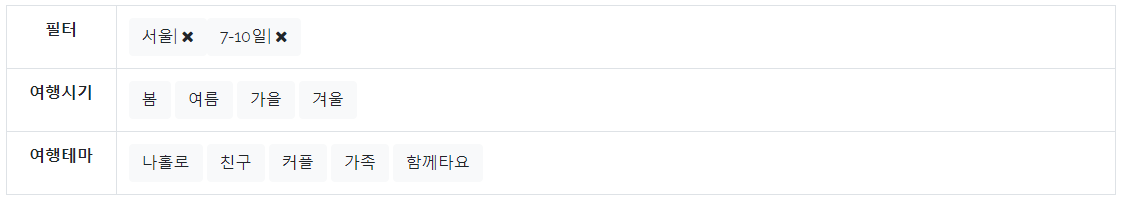 필터 서울| ✖ 7-10일| ✖
여행시기 봄 여름 가을 겨울
여행테마 나홀로 친구 커플 가족 함께타요